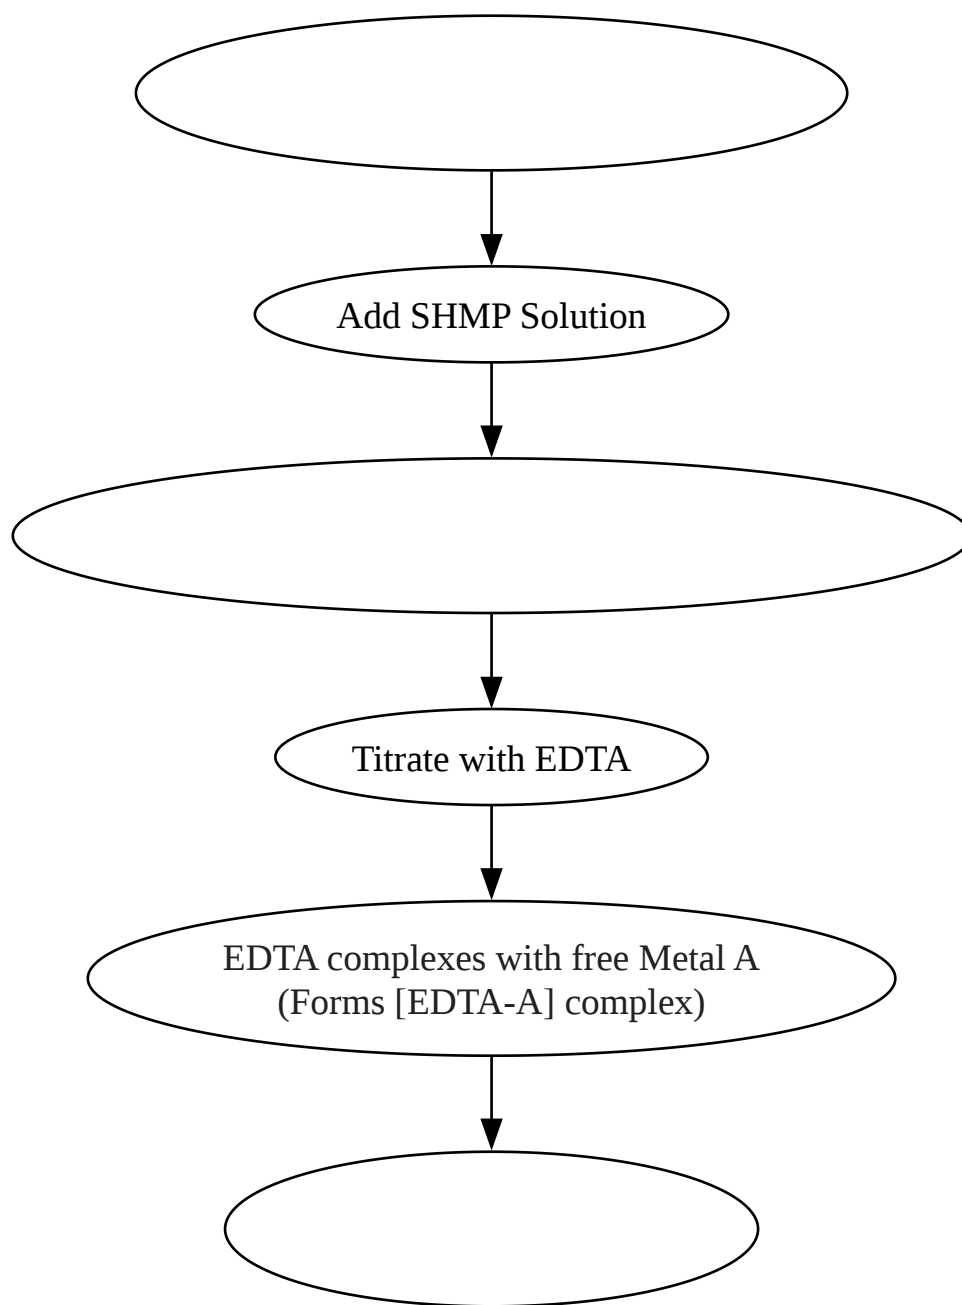 Add SHMP Solution
Titrate with EDTA
EDTA complexes with free Metal A
(Forms [EDTA-A] complex)